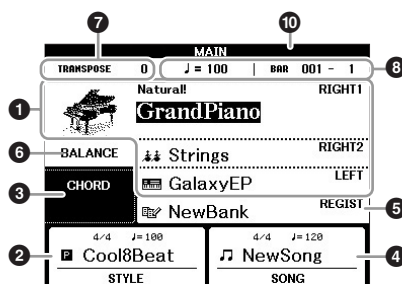 7 10
MAIN
TRANSPOSE 0 ♩= 100 BAR 001 - 1 8
1 Natural! RIGHT1
GrandPiano
6 BALANCE Strings RIGHT2
3 CHORD GalaxyEP LEFT
NewBank REGIST 5
4/4 ♩=100 4/4 ♩=120
2 P Cool8Beat NewSong 4
STYLE SONG